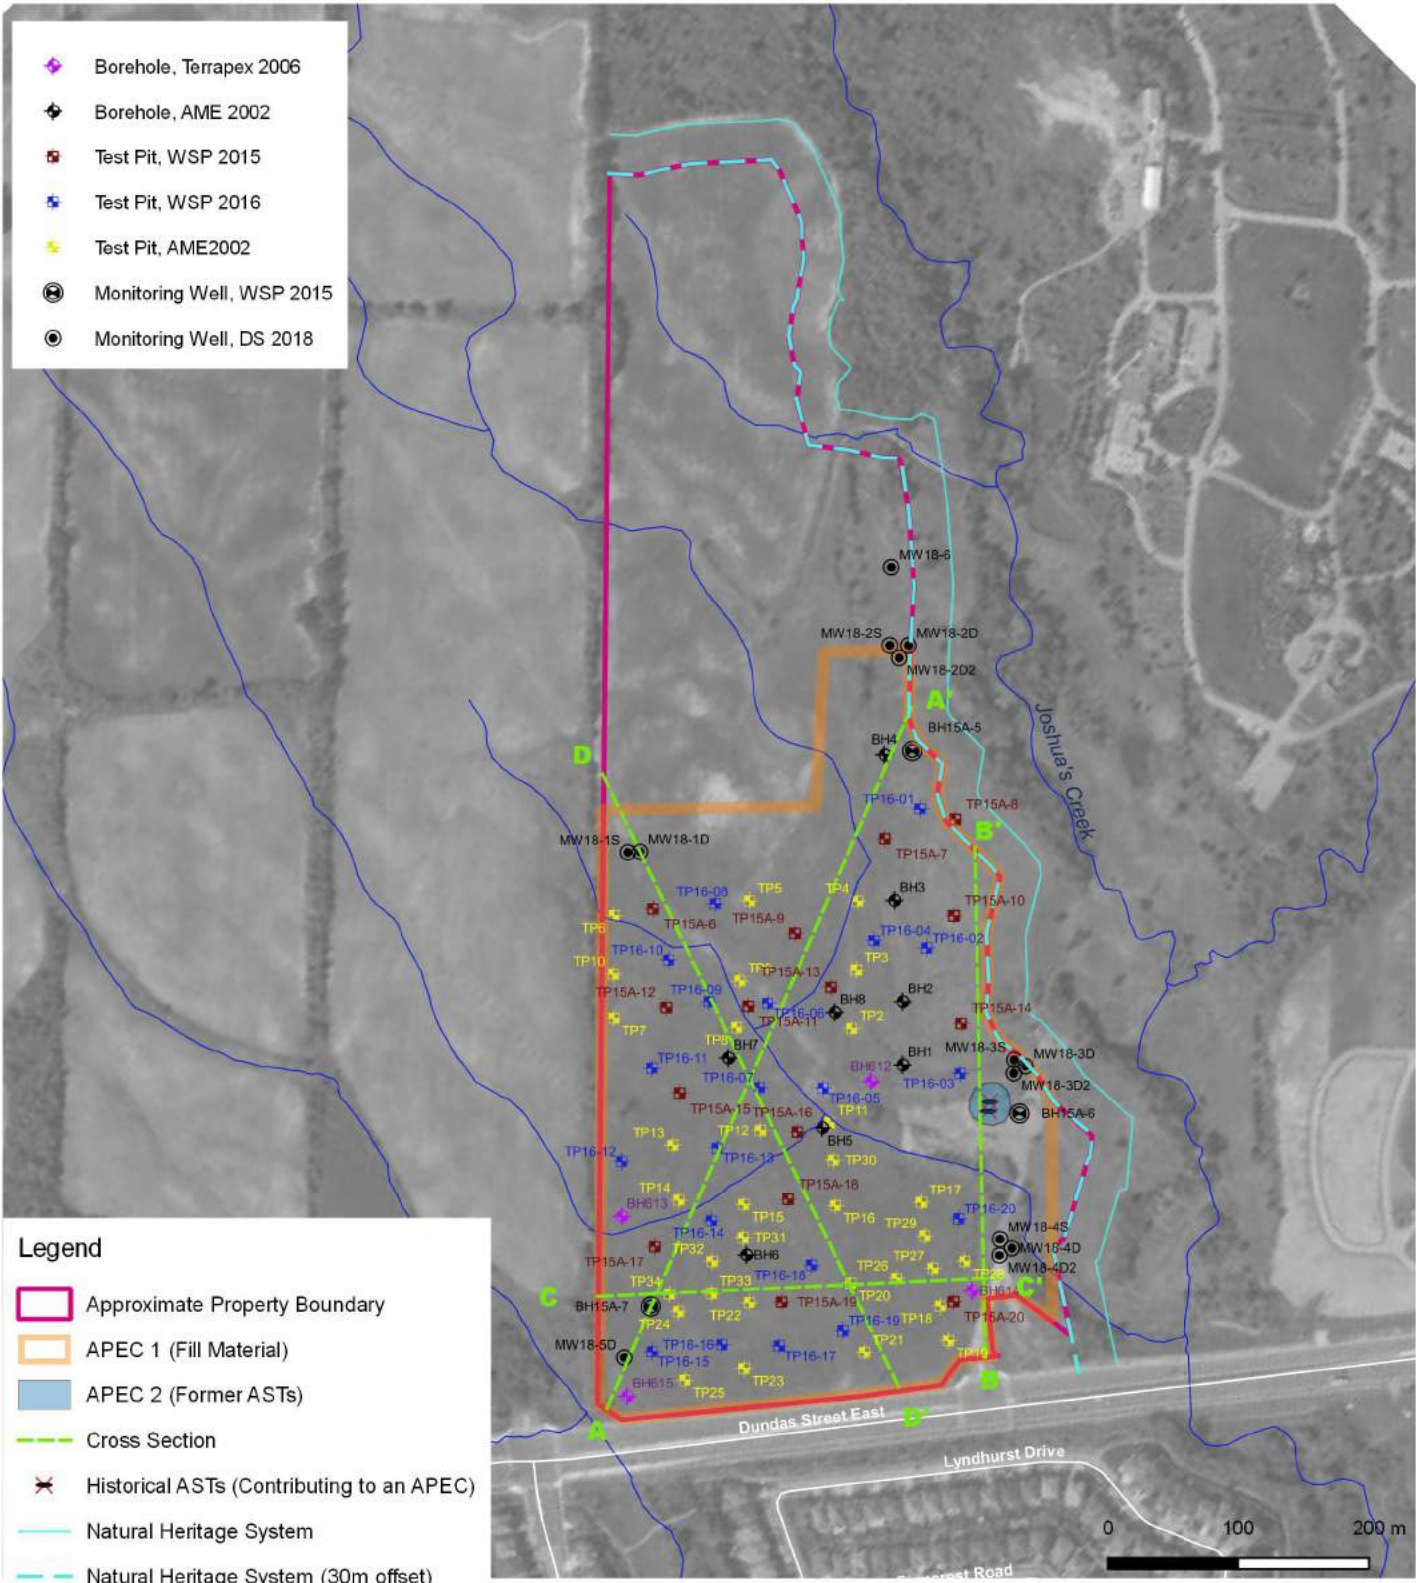 Borehole, Terrapex 2006
Borehole, AME 2002
Test Pit, WSP 2015
Test Pit, WSP 2016
Test Pit, AME2002
Monitoring Well, WSP 2015
Monitoring Well, DS 2018
MW18-6
MW18-2S
MW18-2D
MW18-2D2
A'
BH15A-5
BH4
Joshua's Creek
D
TP16-01
TP15A-8
B'
MW18-1S
MW18-1D
TP15A-7
TP16-08
TP5
TP4
BH3
TP15A-10
TP6
TP15A-6
TP15A-9
TP16-04
TP16-02
TP16-10
TP10
TP15A-13
TP3
TP15A-12
TP16-09
TP16-06
BH8
BH2
TP15A-14
TP7
TP8
TP15A-11
TP2
BH7
TP16-11
BH1
MW18-3S
MW18-3D
TP16-07
BH612
TP16-03
MW18-3D2
TP16-05
TP15A-15
TP15A-16
TP11
BH15A-6
TP13
TP12
BH5
TP16-12
TP16-13
TP30
TP14
TP15A-18
TP17
BH613
TP15
TP16
TP16-20
TP16-14
TP29
MW18-4S
TP31
MW18-4D
TP15A-17
TP32
BH6
TP27
MW18-4D2
TP16-18
TP26
TP28
TP34
TP33
C
C'
BH614
BH15A-7
TP20
TP24
TP22
TP15A-19
TP18
TP15A-20
TP16-19
MW18-5D
TP16-16
TP21
TP19
TP16-15
TP16-17
BH615
TP25
TP23
B
A
D'
Dundas Street East
Lyndhurst Drive
Legend
Approximate Property Boundary
APEC 1 (Fill Material)
APEC 2 (Former ASTs)
Cross Section
Historical ASTs (Contributing to an APEC)
Natural Heritage System
Natural Heritage System (30m offset)
0 100 200 m
Road